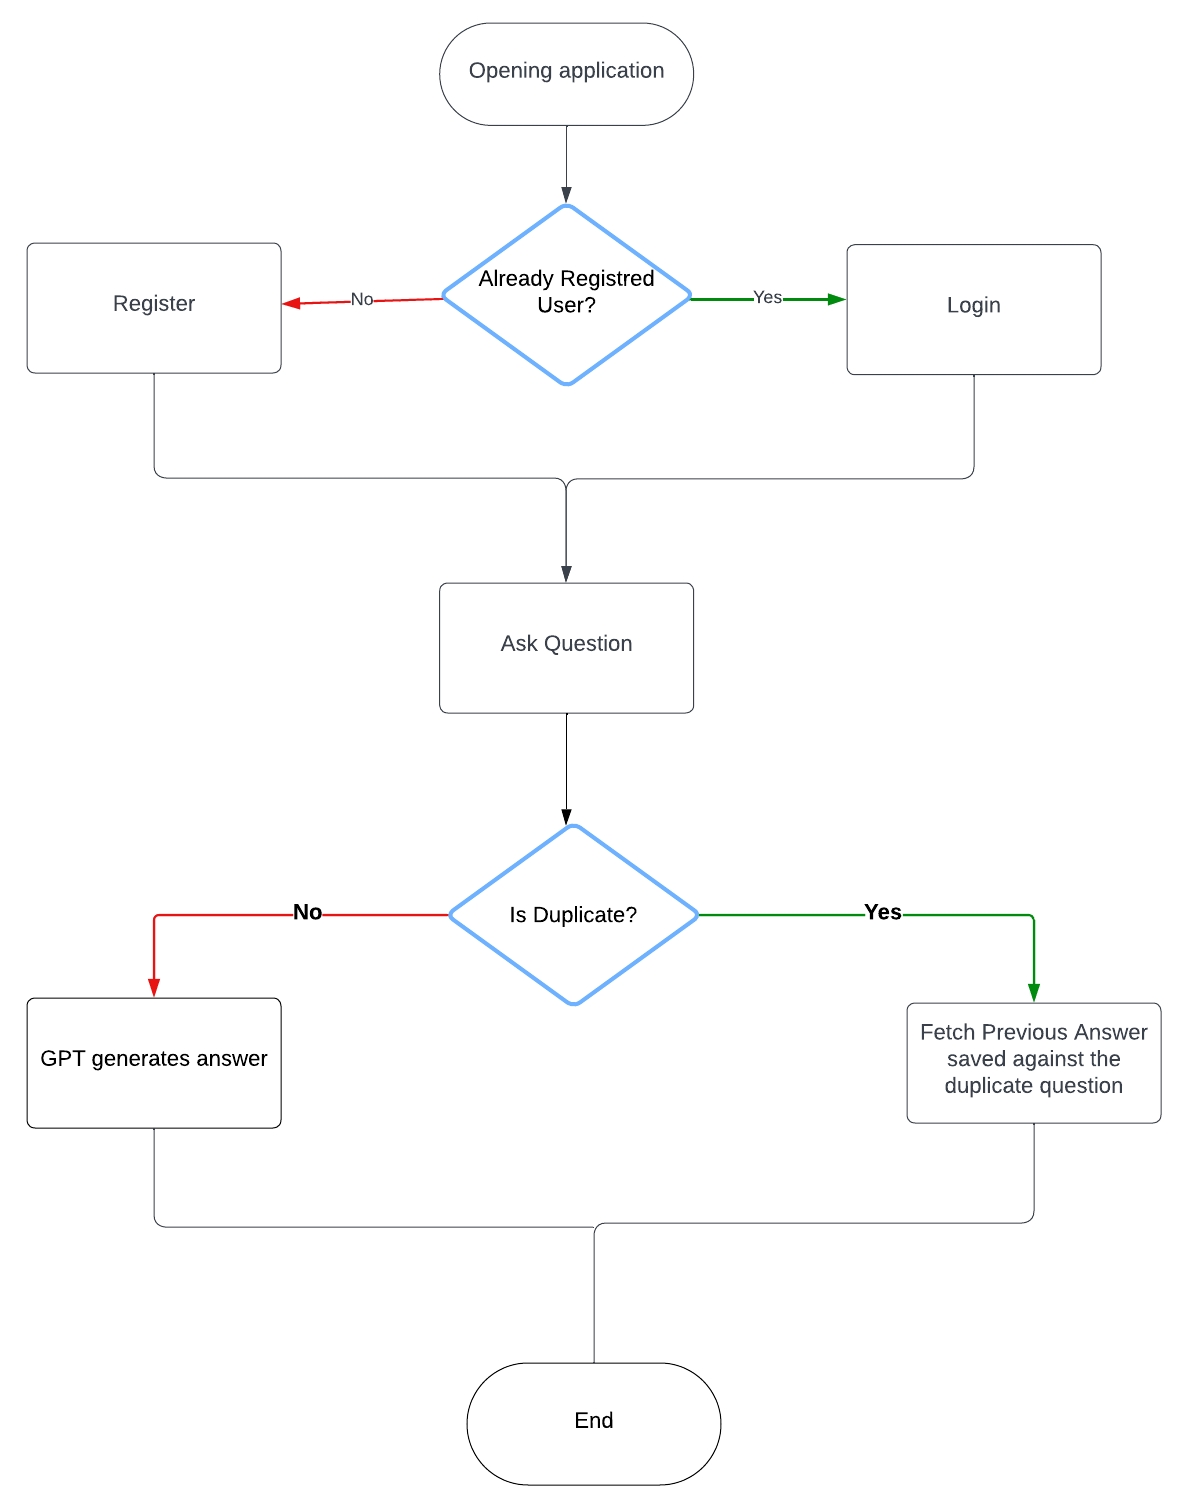 Opening application
Already Registred
User?
No
Yes
Register
Login
Ask Question
Is Duplicate?
No
Yes
GPT generates answer
Fetch Previous Answer
saved against the
duplicate question
End